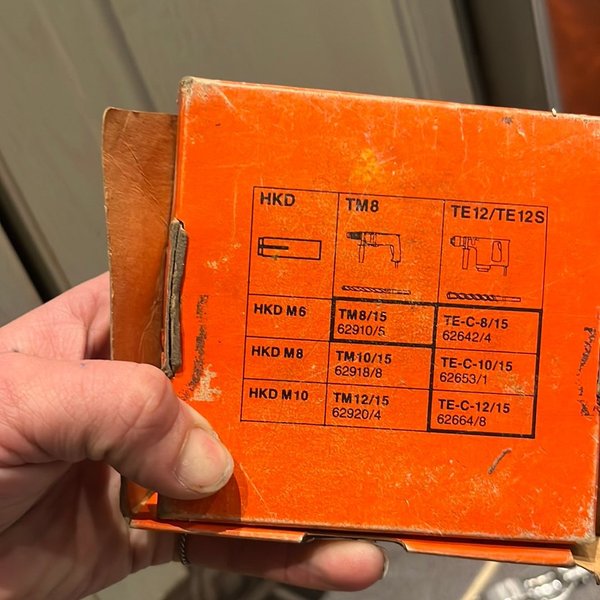 HKD TM8 TE12/TE12S
HKD M6 TM8/15 TE-C-8/15
62910/5 62642/4
HKD M8 TM10/15 TE-C-10/15
62918/8 62653/1
HKD M10 TM12/15 TE-C-12/15
62920/4 62664/8